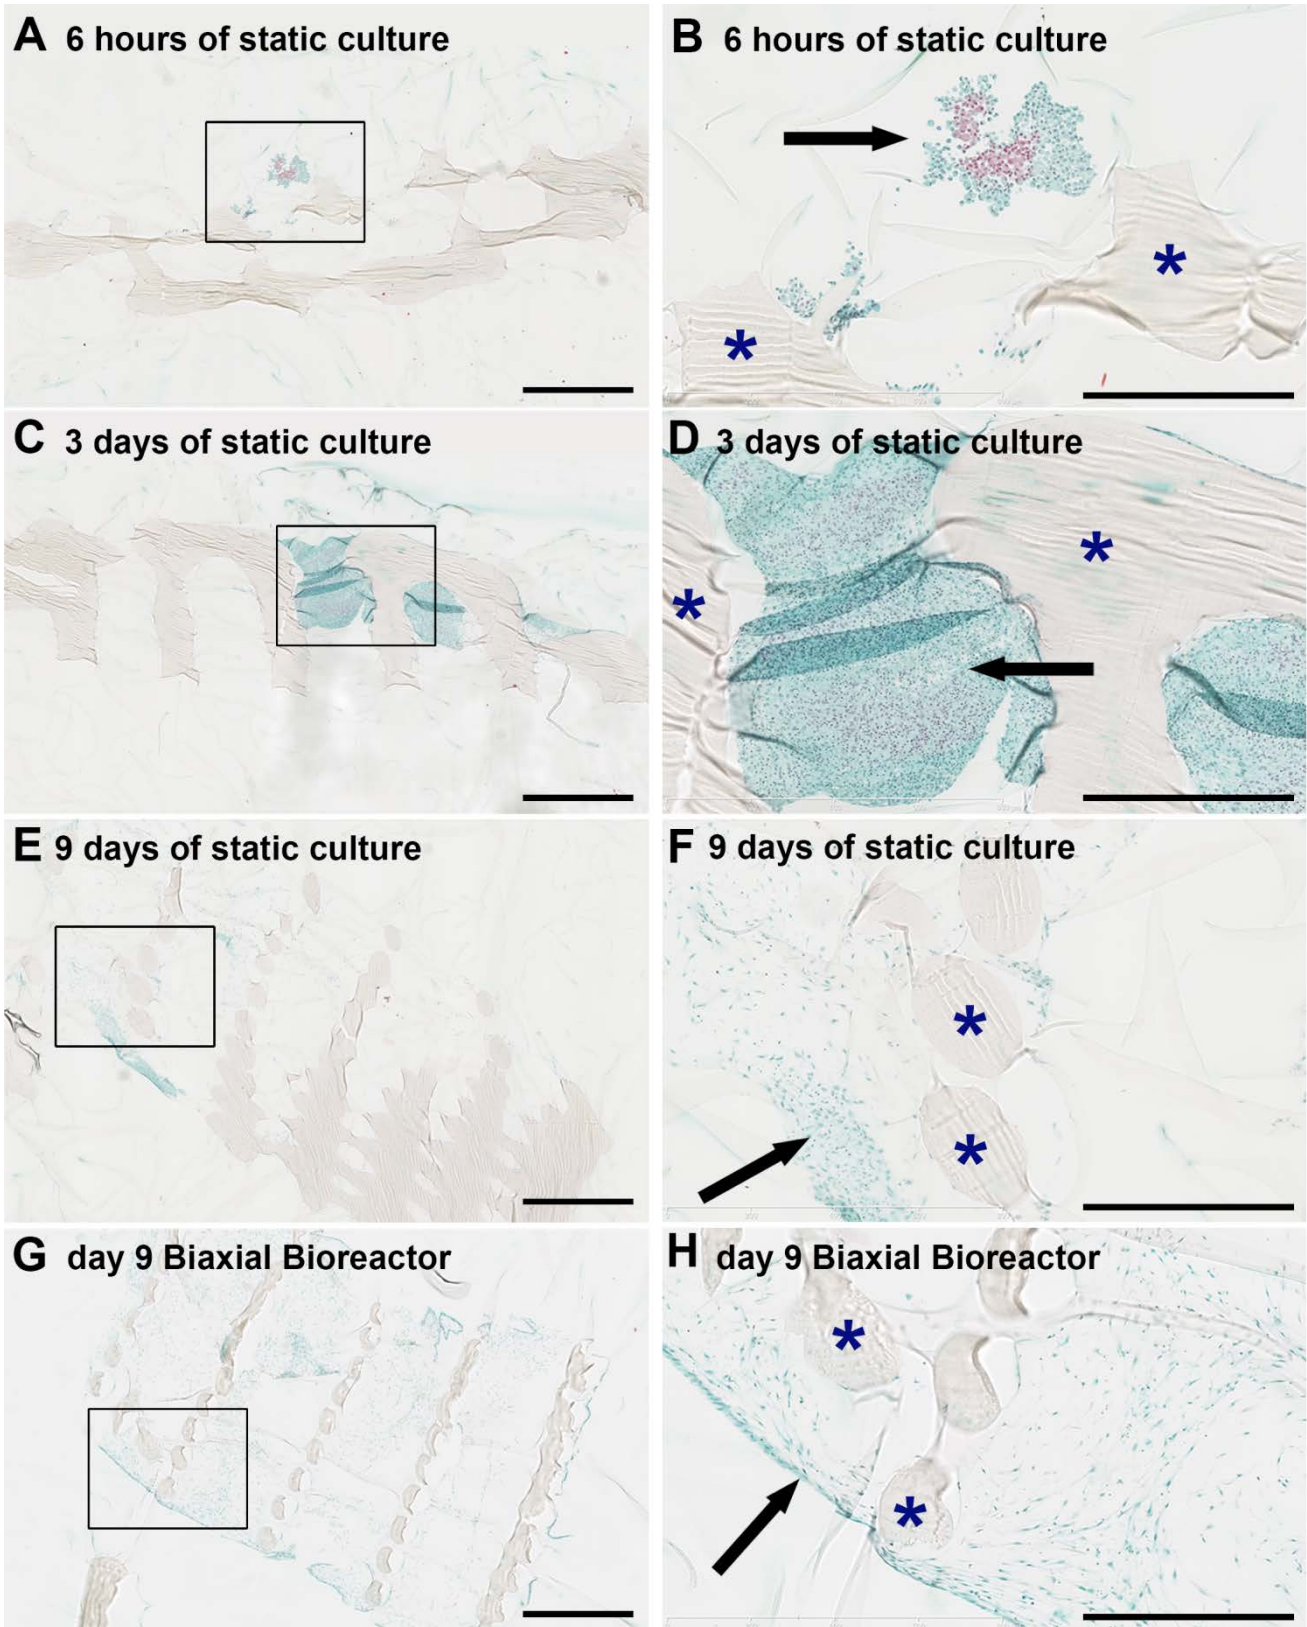 A 6 hours of static culture
B 6 hours of static culture
*
*
C 3 days of static culture
D 3 days of static culture
*
*
E 9 days of static culture
F 9 days of static culture
*
*
G day 9 Biaxial Bioreactor
H day 9 Biaxial Bioreactor
*
*